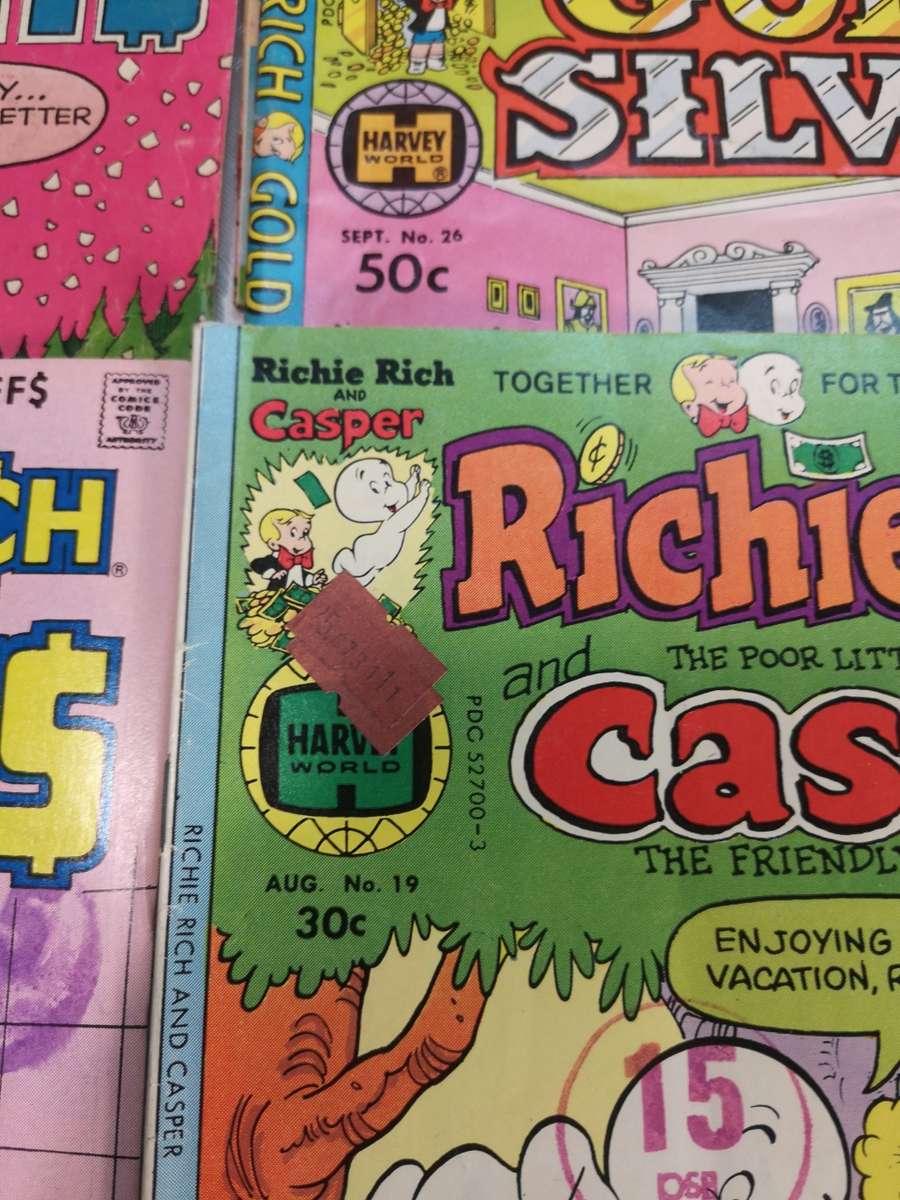 ETTER
RICH
GOLD
SILV
HARVEY
WORLD
®
SEPT. No. 26
50c
FF$
APPROVED
BY THE
COMICS
CODE
AUTHORITY
CH®
$
Richie Rich
AND
Casper
TOGETHER
FOR T
¢
$
Richie
THE POOR LITT
and
Cas
THE FRIENDLY
HARVEY
WORLD
PDC 52700-3
AUG. No. 19
30c
RICHIE RICH AND CASPER
ENJOYING
VACATION, R
15